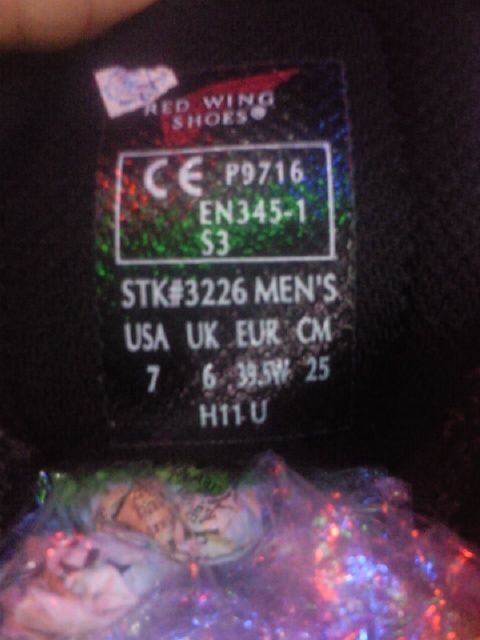 RED WING
SHOES
CE P9716
EN345-1
S3
STK#3226 MEN'S
USA UK EUR CM
7 6 39.5W 25
H11 U